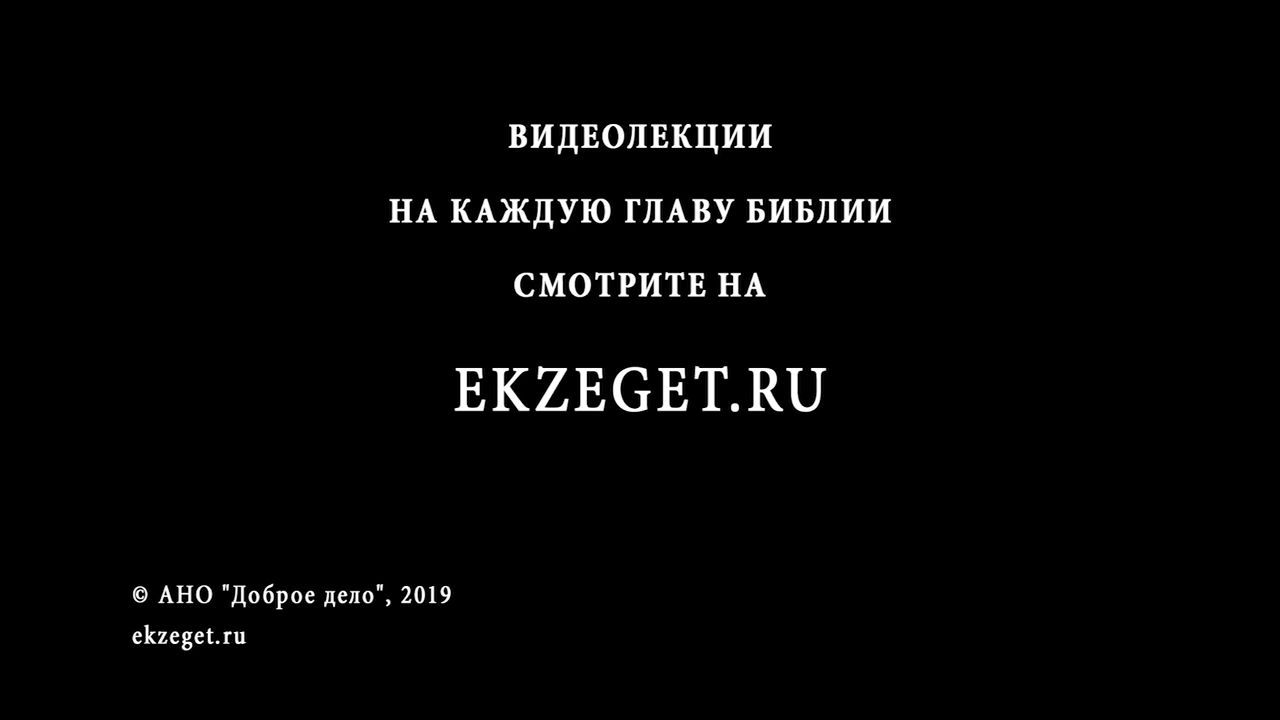 ВИДЕОЛЕКЦИИ
НА КАЖДУЮ ГЛАВУ БИБЛИИ
СМОТРИТЕ НА
EKZEGET.RU
© АНО "Доброе дело", 2019
ekzeget.ru